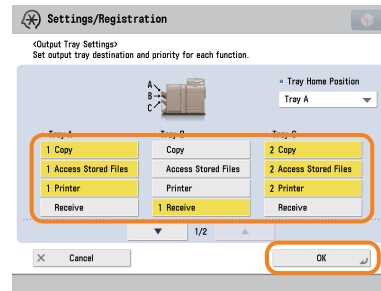 Settings/Registration
<Output Tray Settings>
Set output tray destination and priority for each function.
Tray Home Position
A
B
C
Tray A
Tray A Tray B Tray C
1 Copy Copy 2 Copy
1 Access Stored Files Access Stored Files 2 Access Stored Files
1 Printer Printer 2 Printer
Receive 1 Receive Receive
▼ 1/2 ▲
× Cancel OK